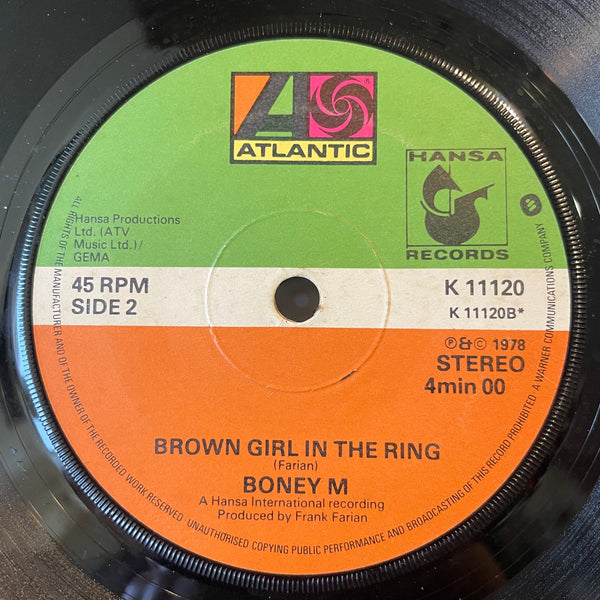 ATLANTIC
HANSA
RECORDS
Hansa Productions
Ltd. (ATV
Music Ltd.)/
GEMA
45 RPM
SIDE 2
K 11120
K 11120B*
℗&© 1978
STEREO
4min 00
BROWN GIRL IN THE RING
(Farian)
BONEY M
A Hansa International recording
Produced by Frank Farian
ALL RIGHTS OF THE MANUFACTURER AND OF THE OWNER OF THE RECORDED WORK RESERVED. UNAUTHORISED COPYING PUBLIC PERFORMANCE AND BROADCASTING OF THIS RECORD PROHIBITED A WARNER COMMUNICATIONS COMPANY